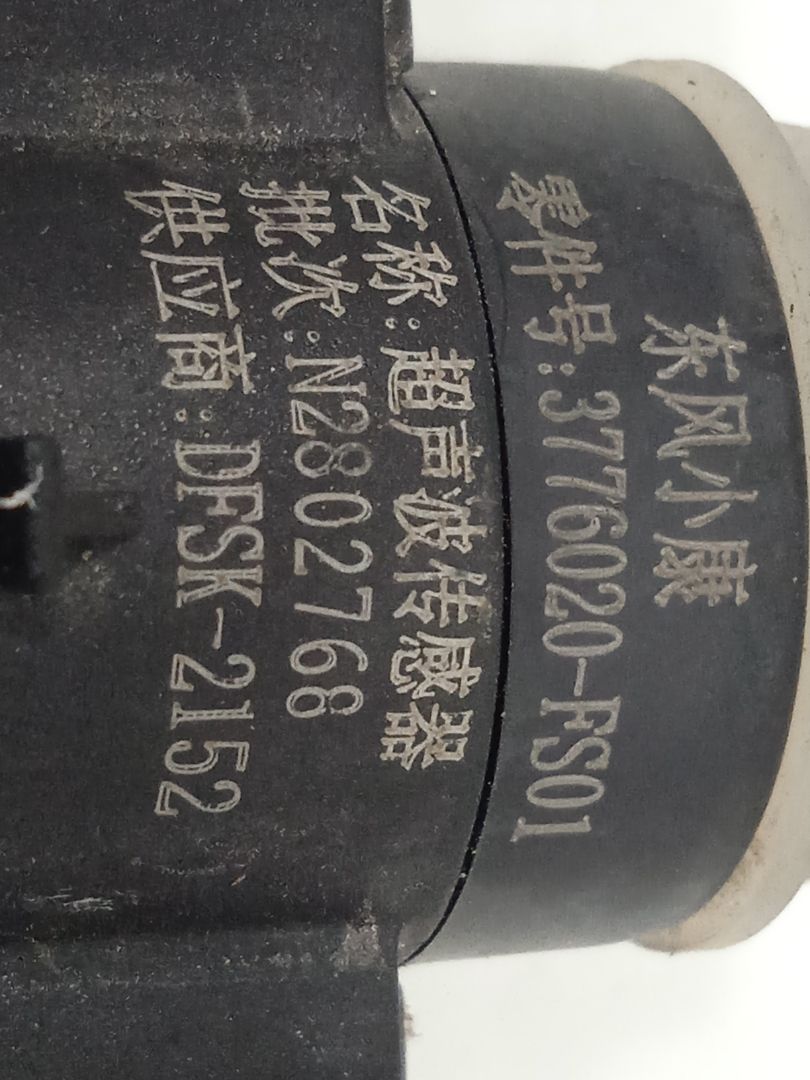 东风小康
零件号:3776020-FS01
名称:超声波传感器
批次:N2802768
供应商:DFSK-2152